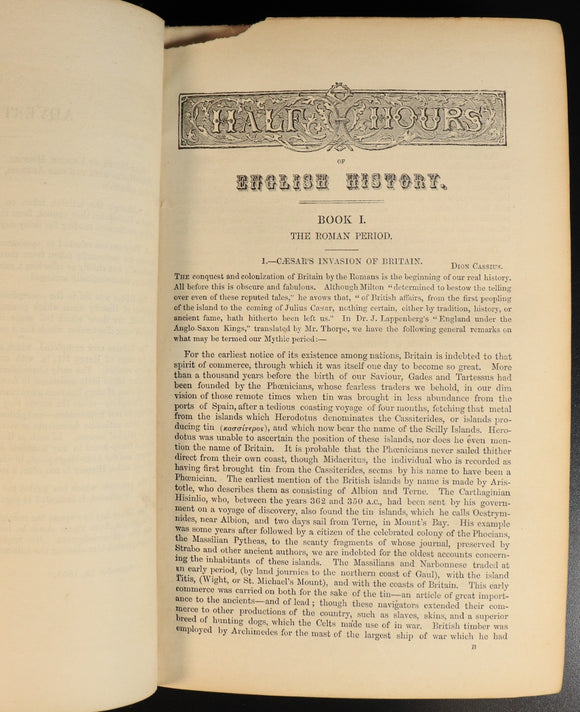 ADVERT
HALF-HOURS
OF
ENGLISH HISTORY.
BOOK I.
THE ROMAN PERIOD.
1.—CÆSAR'S INVASION OF BRITAIN.
DION CASSIUS.
THE conquest and colonization of Britain by the Romans is the beginning of our real history.
All before this is obscure and fabulous. Although Milton "determined to bestow the telling
over even of these reputed tales," he avows that, "of British affairs, from the first peopling
of the island to the coming of Julius Cæsar, nothing certain, either by tradition, history, or
ancient fame, hath hitherto been left us." In Dr. J. Lappenberg's "England under the
Anglo-Saxon Kings," translated by Mr. Thorpe, we have the following general remarks on
what may be termed our Mythic period:—
For the earliest notice of its existence among nations, Britain is indebted to that
spirit of commerce, through which it was itself one day to become so great. More
than a thousand years before the birth of our Saviour, Gades and Tartessus had
been founded by the Phœnicians, whose fearless traders we behold, in our dim
vision of those remote times when tin was brought in less abundance from the
ports of Spain, after a tedious coasting voyage of four months, fetching that metal
from the islands which Herodotus denominates the Cassiterides, or islands pro-
ducing tin (κασσίτερος), and which now bear the name of the Scilly Islands. Hero-
dotus was unable to ascertain the position of these islands, nor does he even men-
tion the name of Britain. It is probable that the Phœnicians never sailed thither
direct from their own coast, though Midacritus, the individual who is recorded as
having first brought tin from the Cassiterides, seems by his name to have been a
Phœnician. The earliest mention of the British islands by name is made by Aris-
totle, who describes them as consisting of Albion and Terne. The Carthaginian
Hisinlio, who, between the years 362 and 350 A.C., had been sent by his govern-
ment on a voyage of discovery, also found the tin islands, which he calls Oestrym-
nides, near Albion, and two days sail from Terne, in Mount's Bay. His example
was some years after followed by a citizen of the celebrated colony of the Phocians,
the Massilian Pytheas, to the scanty fragments of whose journal, preserved by
Strabo and other ancient authors, we are indebted for the oldest accounts concern-
ing the inhabitants of these islands. The Massilians and Narbonnese traded at
an early period, (by land journies to the northern coast of Gaul), with the island
Titis, (Wight, or St. Michael's Mount), and with the coasts of Britain. This early
commerce was carried on both for the sake of the tin—an article of great import-
ance to the ancients—and of lead; though these navigators extended their com-
merce to other productions of the country, such as slaves, skins, and a superior
breed of hunting dogs, which the Celts made use of in war. British timber was
employed by Archimedes for the mast of the largest ship of war which he had
B